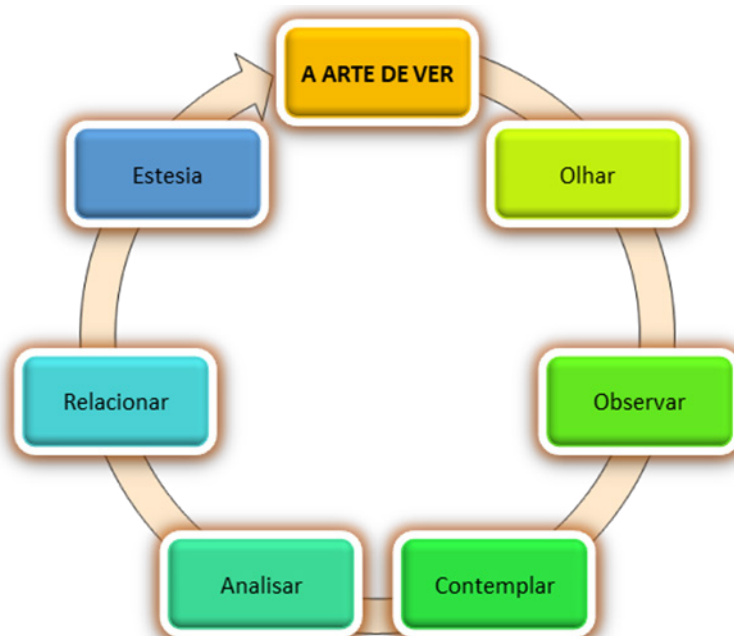 A ARTE DE VER
Olhar
Observar
Contemplar
Analisar
Relacionar
Estesia